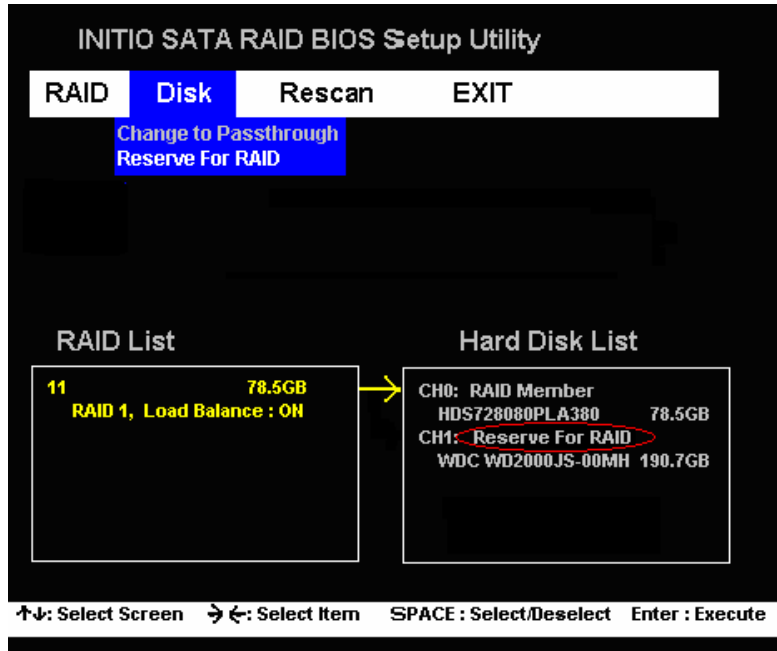 INITIO SATA RAID BIOS Setup Utility
RAID Disk Rescan EXIT
Change to Passthrough
Reserve For RAID
RAID List
11 78.5GB
RAID 1, Load Balance : ON
Hard Disk List
CH0: RAID Member
HDS728080PLA380 78.5GB
CH1: Reserve For RAID
WDC WD2000JS-00MH 190.7GB
↑↓: Select Screen →←: Select Item SPACE : Select/Deselect Enter : Execute